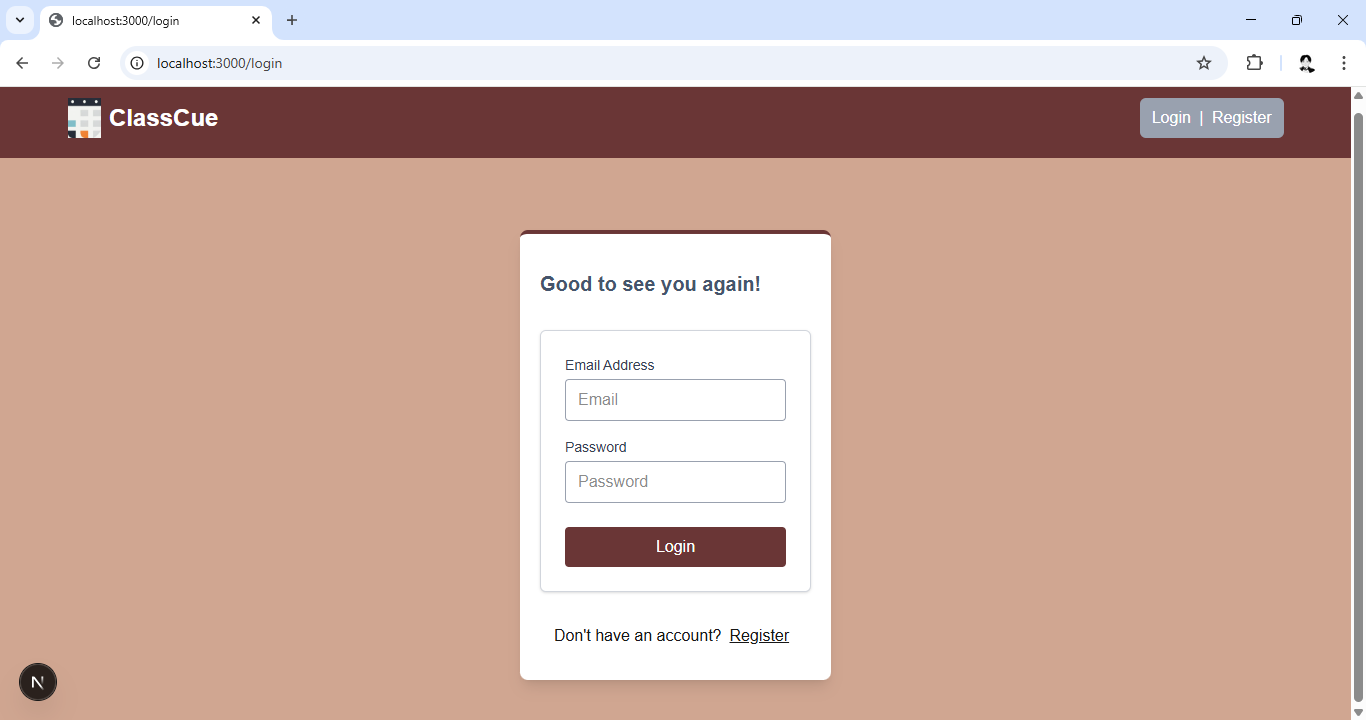 localhost:3000/login
localhost:3000/login
ClassCue
Login | Register
Good to see you again!
Email Address
Email
Password
Password
Login
Don't have an account? Register
N